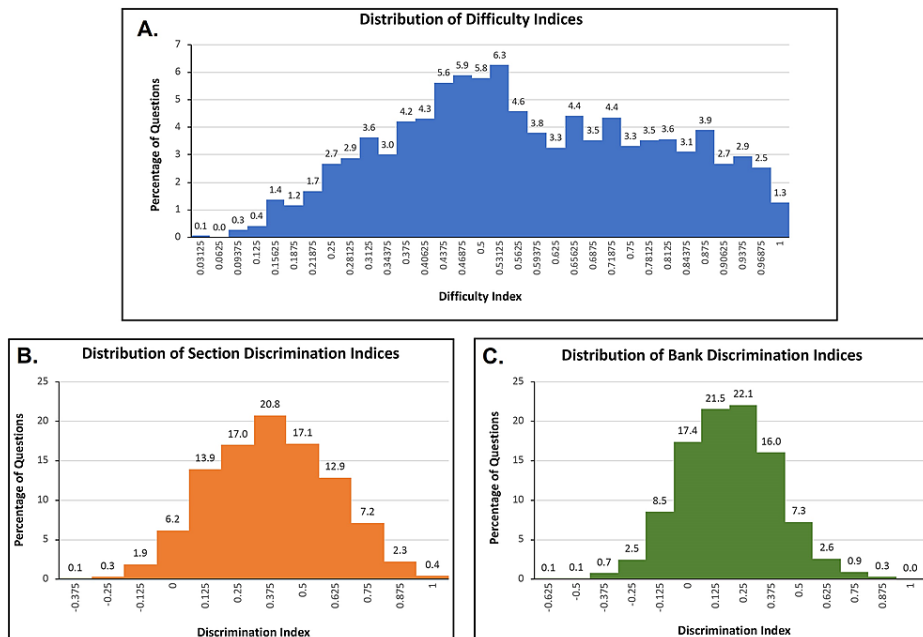 A.
Distribution of Difficulty Indices
Percentage of Questions
7
6
5
4
3
2
1
0
0.1 0.0 0.3 0.4 1.4 1.2 1.7 2.7 2.9 3.6 3.0 4.2 4.3 5.6 5.9 5.8 6.3 4.6 3.8 3.3 4.4 3.5 4.4 3.3 3.5 3.6 3.1 3.9 2.7 2.9 2.5 1.3
0.03125 0.0625 0.09375 0.125 0.15625 0.1875 0.21875 0.25 0.28125 0.3125 0.34375 0.375 0.40625 0.4375 0.46875 0.5 0.53125 0.5625 0.59375 0.625 0.65625 0.6875 0.71875 0.75 0.78125 0.8125 0.84375 0.875 0.90625 0.9375 0.96875 1
Difficulty Index
B.
Distribution of Section Discrimination Indices
Percentage of Questions
25
20
15
10
5
0
0.1 0.3 1.9 6.2 13.9 17.0 20.8 17.1 12.9 7.2 2.3 0.4
-0.375 -0.25 -0.125 0 0.125 0.25 0.375 0.5 0.625 0.75 0.875 1
Discrimination Index
C.
Distribution of Bank Discrimination Indices
Percentage of Questions
25
20
15
10
5
0
0.1 0.1 0.7 2.5 8.5 17.4 21.5 22.1 16.0 7.3 2.6 0.9 0.3 0.0
-0.625 -0.5 -0.375 -0.25 -0.125 0 0.125 0.25 0.375 0.5 0.625 0.75 0.875 1
Discrimination Index